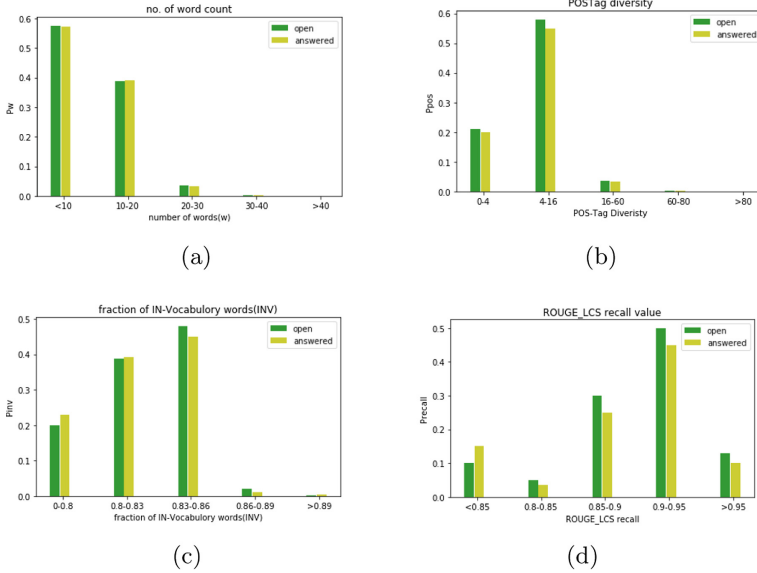 no. of word count
0.6
0.5
0.4
0.3
0.2
0.1
0.0
Pw
open
answered
<10 10-20 20-30 30-40 >40
number of words(w)
(a)
POSTag diversity
0.6
0.5
0.4
0.3
0.2
0.1
0.0
Ppos
open
answered
0-4 4-16 16-60 60-80 >80
POS-Tag Diveristy
(b)
fraction of IN-Vocabulory words(INV)
0.5
0.4
0.3
0.2
0.1
0.0
Pinv
open
answered
0-0.8 0.8-0.83 0.83-0.86 0.86-0.89 >0.89
fraction of IN-Vocabulory words(INV)
(c)
ROUGE_LCS recall value
0.5
0.4
0.3
0.2
0.1
0.0
Precall
open
answered
<0.85 0.8-0.85 0.85-0.9 0.9-0.95 >0.95
ROUGE_LCS recall
(d)